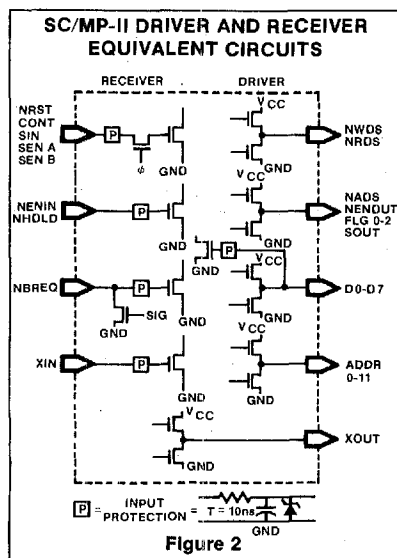 SC/MP-II DRIVER AND RECEIVER
EQUIVALENT CIRCUITS
RECEIVER
DRIVER
NRST
CONT
SIN
SEN A
SEN B
P
φ
GND
VCC
GND
NWDS
NRDS
NENIN
NHOLD
P
GND
VCC
GND
NADS
NENOUT
FLG 0-2
SOUT
GND
P
NBREQ
P
SIG
GND
GND
VCC
GND
D0-D7
XIN
P
GND
VCC
GND
ADDR
0-11
VCC
GND
XOUT
P = INPUT PROTECTION = T = 10ns
GND
Figure 2